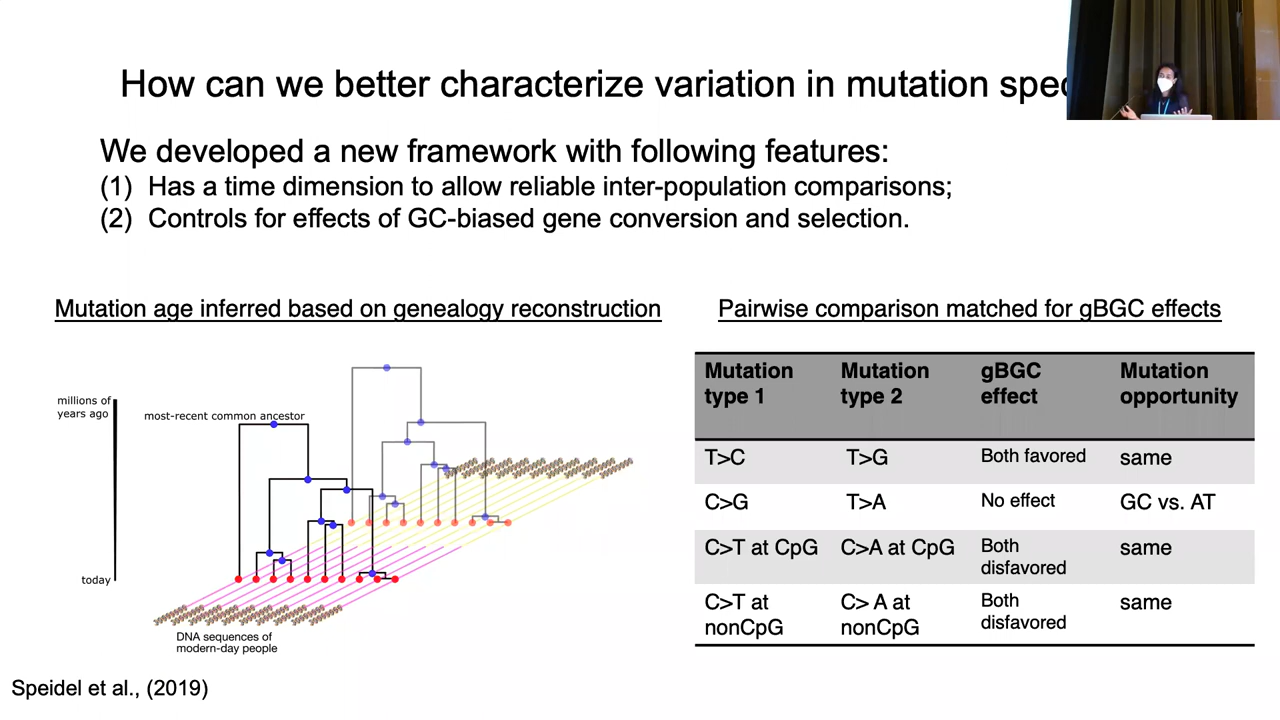 How can we better characterize variation in mutation
We developed a new framework with following features:
(1) Has a time dimension to allow reliable inter-population comparisons;
(2) Controls for effects of GC-biased gene conversion and selection.
Mutation age inferred based on genealogy reconstruction
millions of
years ago
most-recent common ancestor
today
DNA sequences of
modern-day people
Speidel et al., (2019)
Pairwise comparison matched for gBGC effects
Mutation type 1 Mutation type 2 gBGC effect Mutation opportunity
T>C T>G Both favored same
C>G T>A No effect GC vs. AT
C>T at CpG C>A at CpG Both disfavored same
C>T at nonCpG C> A at nonCpG Both disfavored same